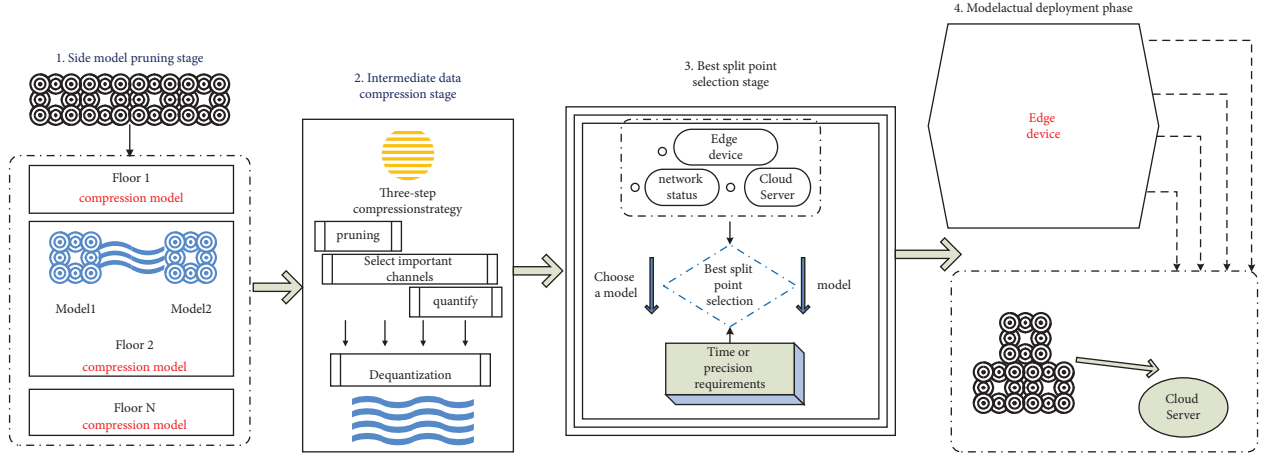 1. Side model pruning stage
Floor 1
compression model
Model1
Model2
Floor 2
compression model
Floor N
compression model
2. Intermediate data
compression stage
Three-step
compressionstrategy
pruning
Select important
channels
quantify
Dequantization
3. Best split point
selection stage
Edge
device
network
status
Cloud
Server
Choose
a model
Best split
point
selection
model
Time or
precision
requirements
4. Modelactual deployment phase
Edge
device
Cloud
Server